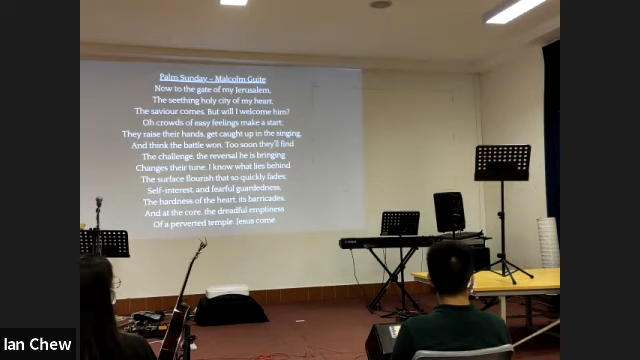 Palm Sunday – Malcolm Guite
Now to the gate of my Jerusalem,
The seething holy city of my heart,
The saviour comes. But will I welcome him?
Oh crowds of easy feelings make a start;
They raise their hands, get caught up in the singing,
And think the battle won. Too soon they'll find
The challenge, the reversal he is bringing
Changes their tune. I know what lies behind
The surface flourish that so quickly fades;
Self-interest, and fearful guardedness,
The hardness of the heart, its barricades,
And at the core, the dreadful emptiness
Of a perverted temple. Jesus come.
Ian Chew